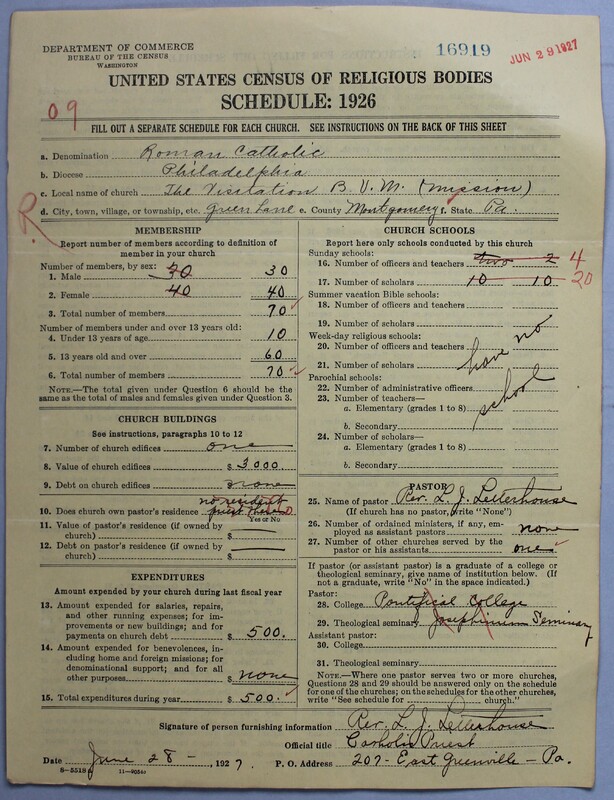 DEPARTMENT OF COMMERCE
BUREAU OF THE CENSUS
WASHINGTON
16919
JUN 29 1927
UNITED STATES CENSUS OF RELIGIOUS BODIES
SCHEDULE: 1926
09
FILL OUT A SEPARATE SCHEDULE FOR EACH CHURCH. SEE INSTRUCTIONS ON THE BACK OF THIS SHEET
a. Denomination Roman Catholic
b. Diocese Philadelphia
c. Local name of church The Visitation B. V. M. (mission)
d. City, town, village, or township, etc. Green Lane e. County Montgomery f. State Pa.
R
MEMBERSHIP
Report number of members according to definition of member in your church
Number of members, by sex:
1. Male 30 30
2. Female 40 40
3. Total number of members 70
Number of members under and over 13 years old:
4. Under 13 years of age 10
5. 13 years old and over 60
6. Total number of members 70
NOTE.—The total given under Question 6 should be the same as the total of males and females given under Question 3.
CHURCH BUILDINGS
See instructions, paragraphs 10 to 12
7. Number of church edifices one
8. Value of church edifices $ 3000.
9. Debt on church edifices $ none
no resident
10. Does church own pastor's residence?
Yes or No
11. Value of pastor's residence (if owned by church) $
12. Debt on pastor's residence (if owned by church) $
EXPENDITURES
Amount expended by your church during last fiscal year
13. Amount expended for salaries, repairs, and other running expenses; for improvements or new buildings; and for payments on church debt $ 500.
14. Amount expended for benevolences, including home and foreign missions; for denominational support; and for all other purposes $ none
15. Total expenditures during year $ 500.
CHURCH SCHOOLS
Report here only schools conducted by this church
Sunday schools:
16. Number of officers and teachers two 2 4
17. Number of scholars 10 10 20
Summer vacation Bible schools:
18. Number of officers and teachers
19. Number of scholars
Week-day religious schools:
20. Number of officers and teachers
21. Number of scholars
have no
school
Parochial schools:
22. Number of administrative officers
23. Number of teachers—
a. Elementary (grades 1 to 8)
b. Secondary
24. Number of scholars—
a. Elementary (grades 1 to 8)
b. Secondary
PASTOR
25. Name of pastor Rev. L. J. Letterhouse
(If church has no pastor, write "None")
26. Number of ordained ministers, if any, employed as assistant pastors none
27. Number of other churches served by the pastor or his assistants one
If pastor (or assistant pastor) is a graduate of a college or theological seminary, give name of institution below. (If not a graduate, write "No" in the space indicated.)
Pastor:
28. College Pontifical College
29. Theological seminary Josephinum Seminary
Assistant pastor:
30. College
31. Theological seminary
NOTE.—Where one pastor serves two or more churches, Questions 28 and 29 should be answered only on the schedule for one of the churches; on the schedules for the other churches, write "See schedule for church."
Signature of person furnishing information Rev. L. J. Letterhouse
Official title Catholic Priest
Date June 28 - , 1927. P. O. Address 207- East Greenville - Pa.
8-5518